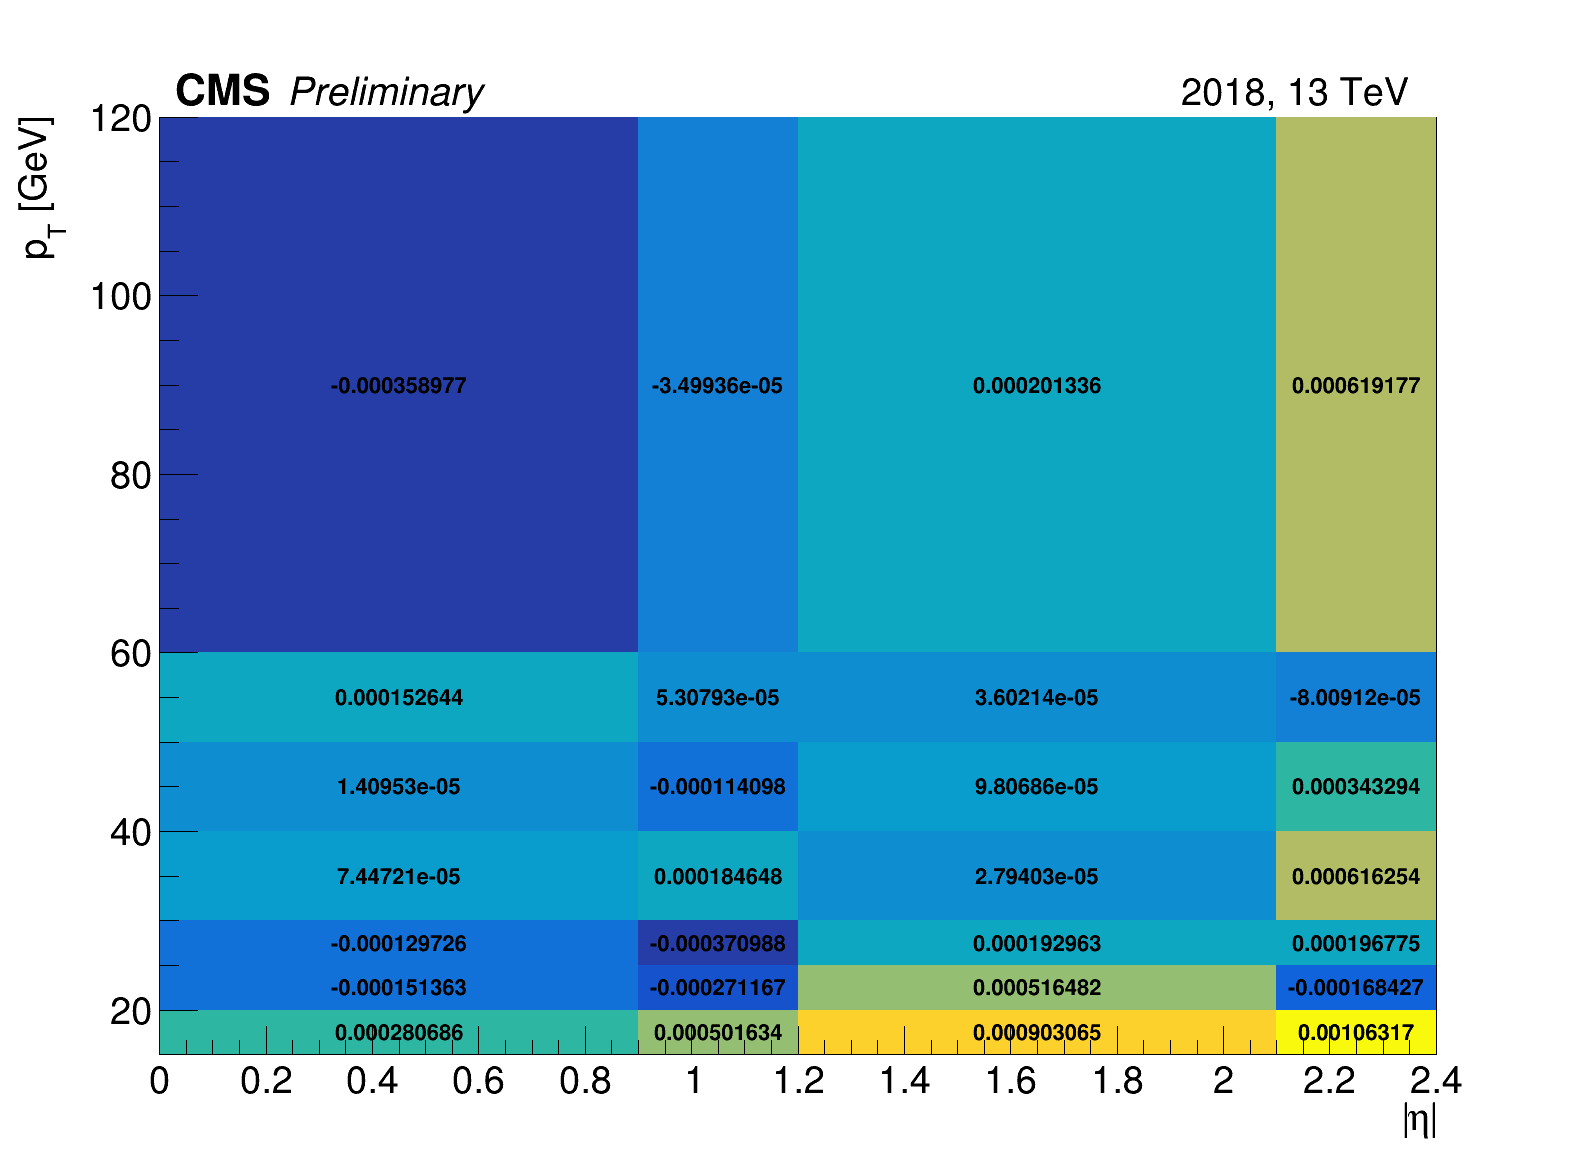 CMS Preliminary 2018, 13 TeV
pT [GeV]
120
100
-0.000358977 -3.49936e-05 0.000201336 0.000619177
80
60
0.000152644 5.30793e-05 3.60214e-05 -8.00912e-05
1.40953e-05 -0.000114098 9.80686e-05 0.000343294
40
7.44721e-05 0.000184648 2.79403e-05 0.000616254
-0.000129726 -0.000370988 0.000192963 0.000196775
-0.000151363 -0.000271167 0.000516482 -0.000168427
20
0.000280686 0.000501634 0.000903065 0.00106317
0 0.2 0.4 0.6 0.8 1 1.2 1.4 1.6 1.8 2 2.2 2.4
|η|